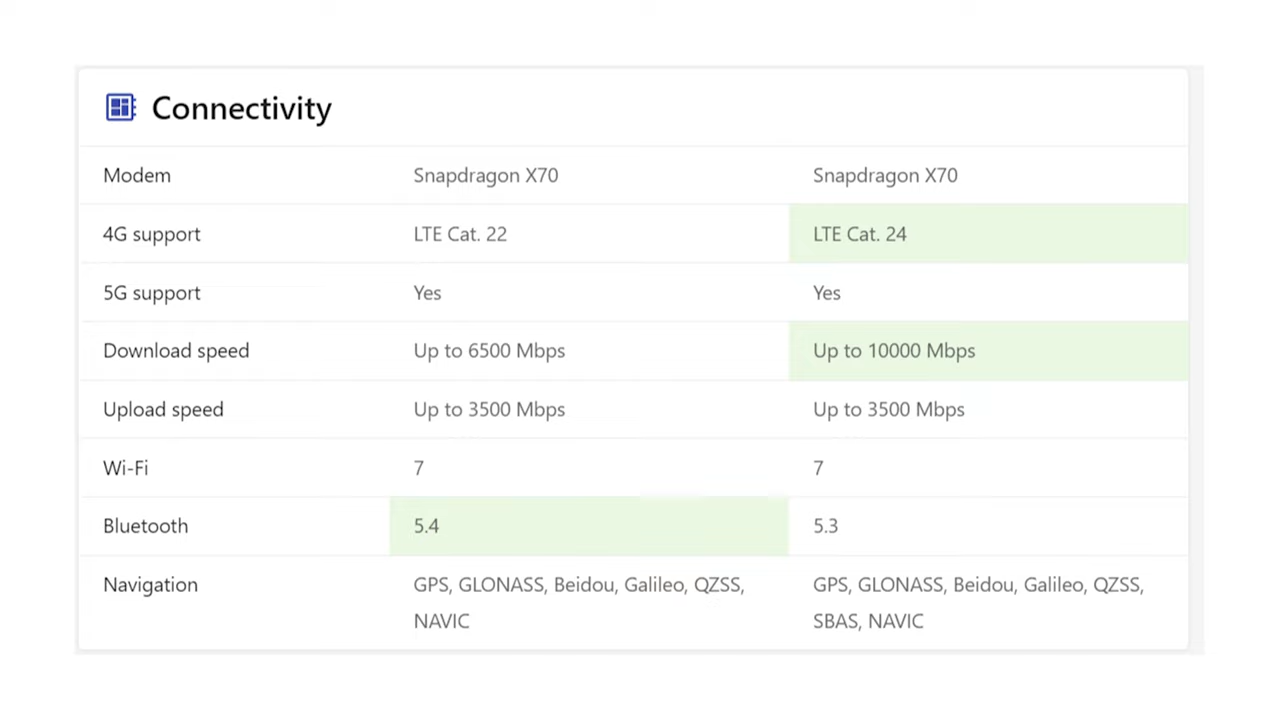 Connectivity
Modem Snapdragon X70 Snapdragon X70
4G support LTE Cat. 22 LTE Cat. 24
5G support Yes Yes
Download speed Up to 6500 Mbps Up to 10000 Mbps
Upload speed Up to 3500 Mbps Up to 3500 Mbps
Wi-Fi 7 7
Bluetooth 5.4 5.3
Navigation GPS, GLONASS, Beidou, Galileo, QZSS, GPS, GLONASS, Beidou, Galileo, QZSS,
NAVIC SBAS, NAVIC